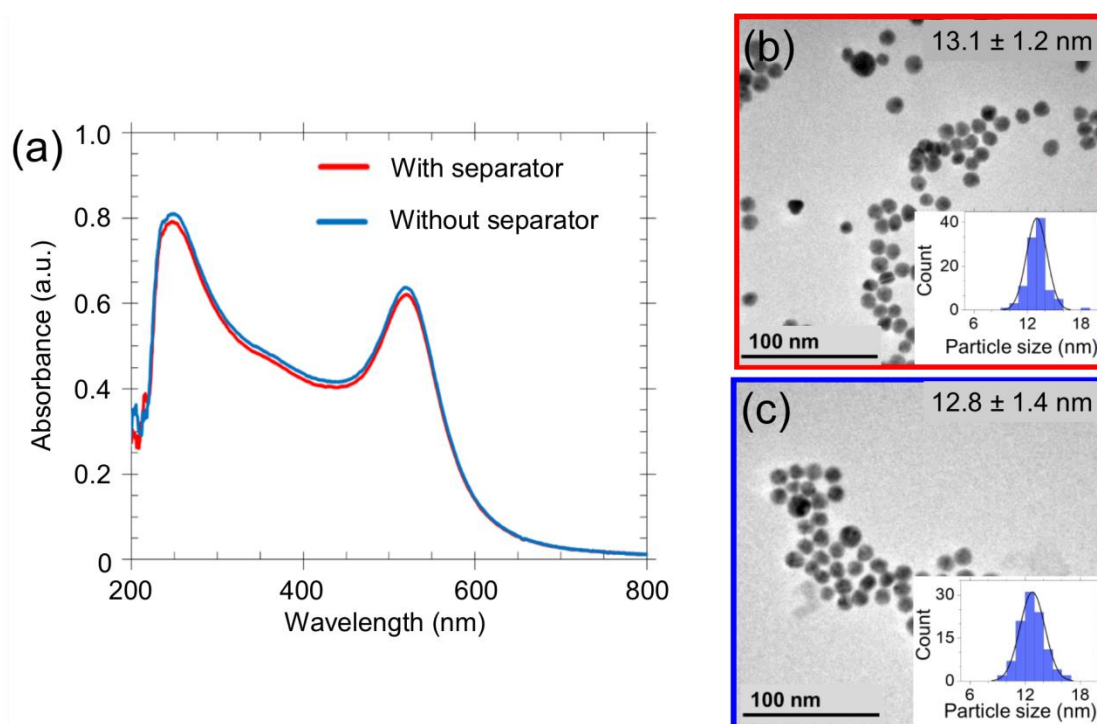 (a)
1.0
0.8
0.6
0.4
0.2
0
Absorbance (a.u.)
With separator
Without separator
200
400
600
800
Wavelength (nm)
(b)
13.1 ± 1.2 nm
100 nm
40
20
0
Count
6
12
18
Particle size (nm)
(c)
12.8 ± 1.4 nm
100 nm
30
15
0
Count
6
12
18
Particle size (nm)